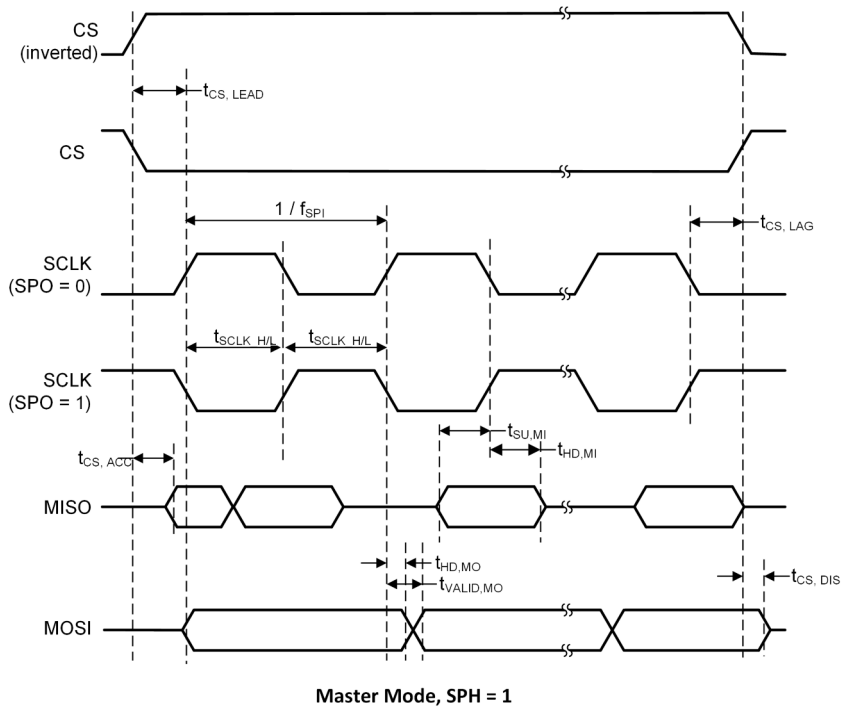 CS
(inverted)
tCS, LEAD
CS
1 / fSPI
tCS, LAG
SCLK
(SPO = 0)
tSCLK_H/L
tSCLK_H/L
SCLK
(SPO = 1)
tSU,MI
tHD,MI
tCS, ACC
MISO
tHD,MO
tVALID,MO
tCS, DIS
MOSI
Master Mode, SPH = 1